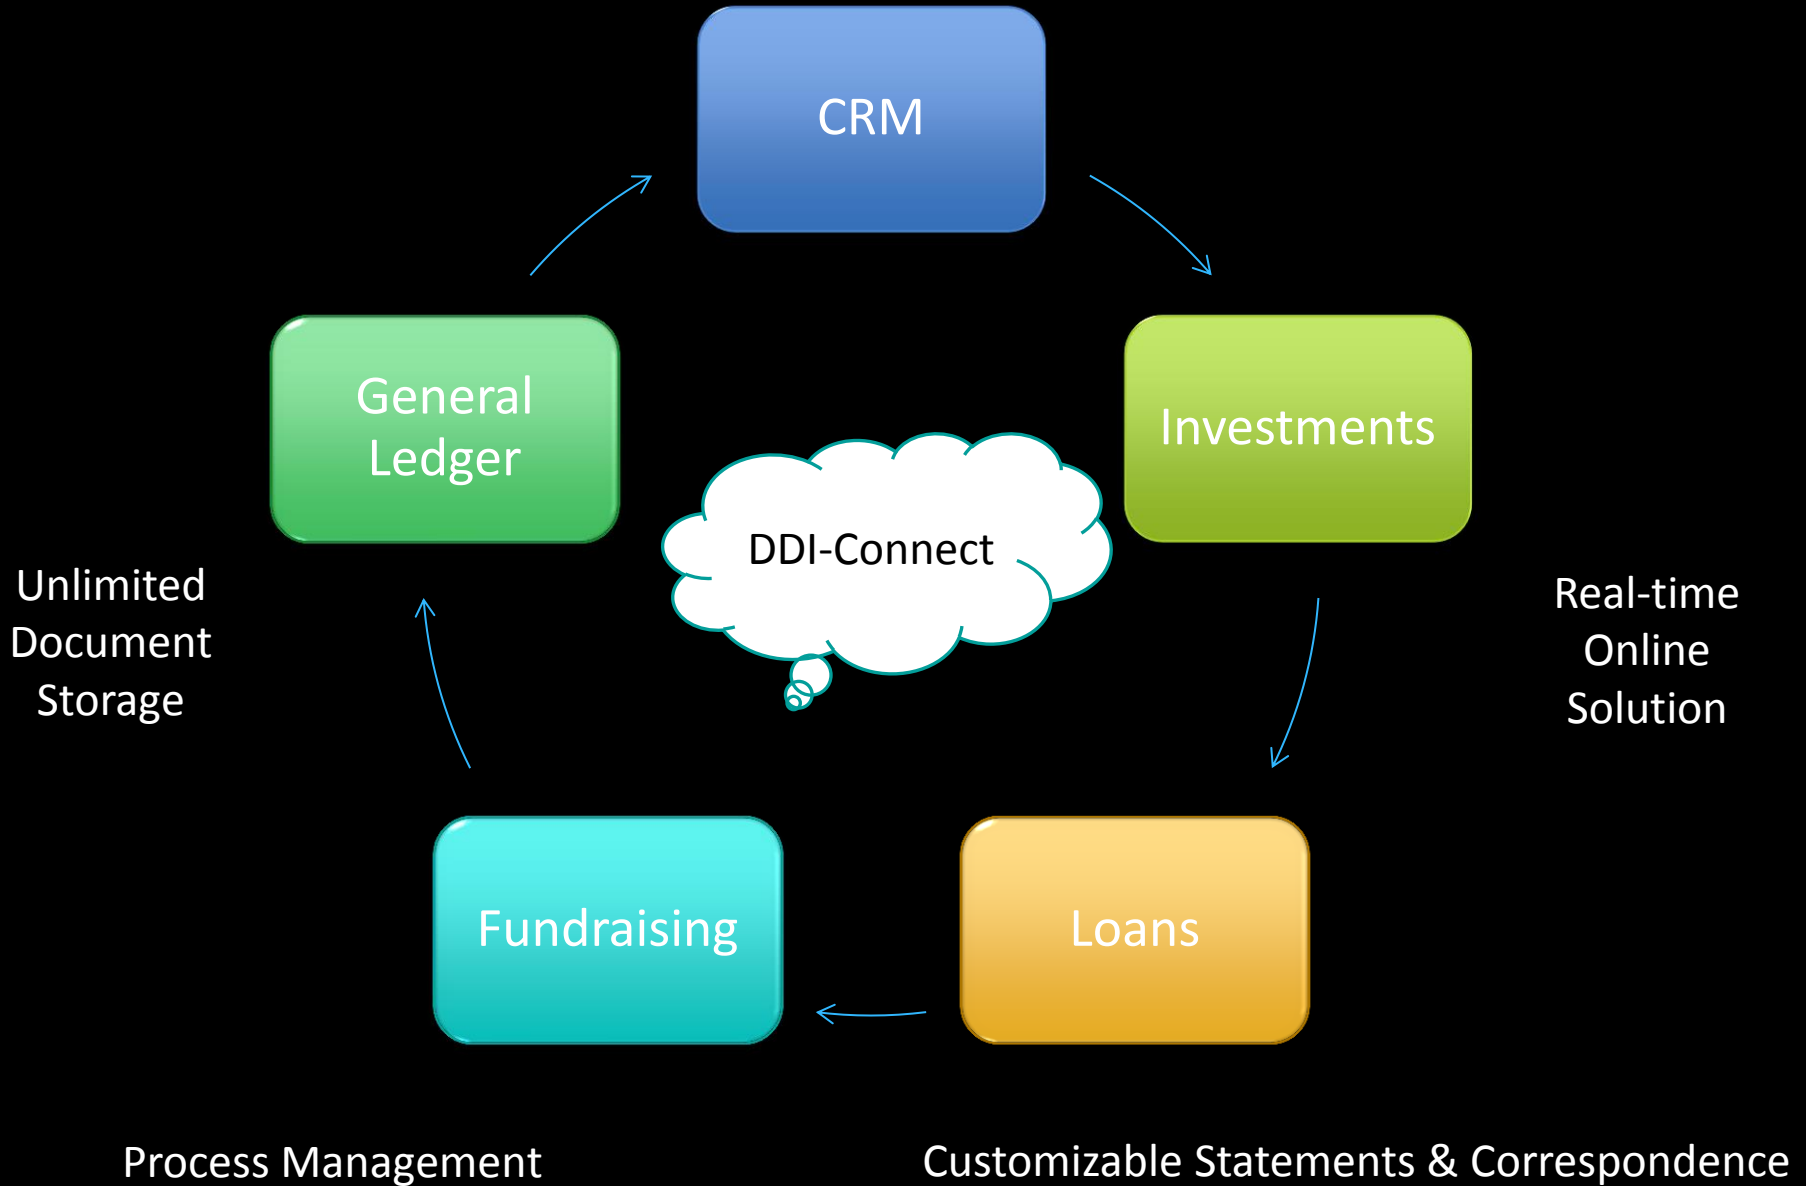 CRM
General
Ledger
Investments
DDI-Connect
Unlimited
Document
Storage
Real-time
Online
Solution
Fundraising
Loans
Process Management
Customizable Statements & Correspondence